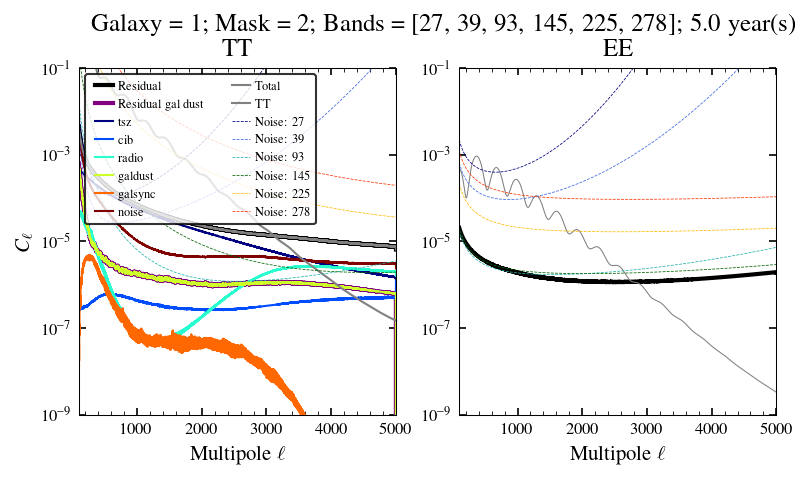 Galaxy = 1; Mask = 2; Bands = [27, 39, 93, 145, 225, 278]; 5.0 year(s)
TT
EE
10⁻¹
10⁻³
10⁻⁵
10⁻⁷
10⁻⁹
C_ℓ
Residual
Residual gal dust
tsz
cib
radio
galdust
galsync
noise
Total
TT
Noise: 27
Noise: 39
Noise: 93
Noise: 145
Noise: 225
Noise: 278
1000 2000 3000 4000 5000
Multipole ℓ
10⁻¹
10⁻³
10⁻⁵
10⁻⁷
10⁻⁹
1000 2000 3000 4000 5000
Multipole ℓ